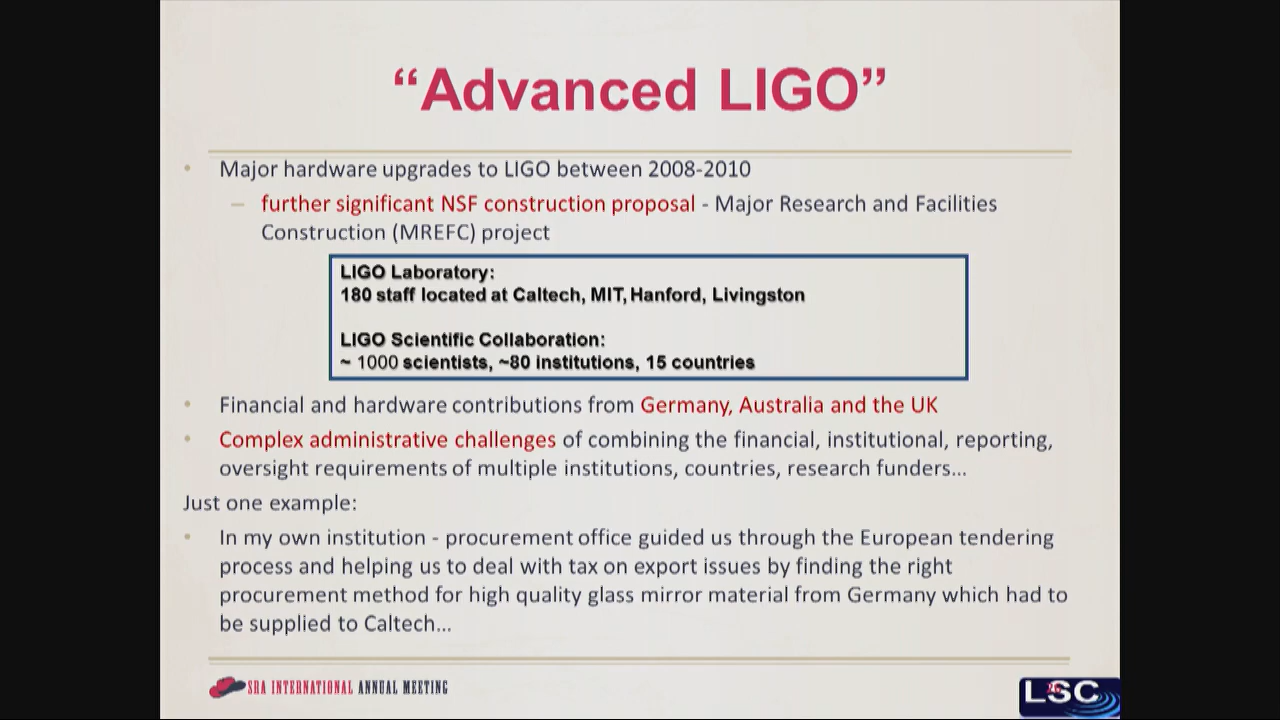 “Advanced LIGO”
• Major hardware upgrades to LIGO between 2008-2010
– further significant NSF construction proposal - Major Research and Facilities
Construction (MREFC) project
LIGO Laboratory:
180 staff located at Caltech, MIT, Hanford, Livingston
LIGO Scientific Collaboration:
~ 1000 scientists, ~80 institutions, 15 countries
• Financial and hardware contributions from Germany, Australia and the UK
• Complex administrative challenges of combining the financial, institutional, reporting,
oversight requirements of multiple institutions, countries, research funders…
Just one example:
• In my own institution - procurement office guided us through the European tendering
process and helping us to deal with tax on export issues by finding the right
procurement method for high quality glass mirror material from Germany which had to
be supplied to Caltech…
SRA INTERNATIONAL ANNUAL MEETING
LSC